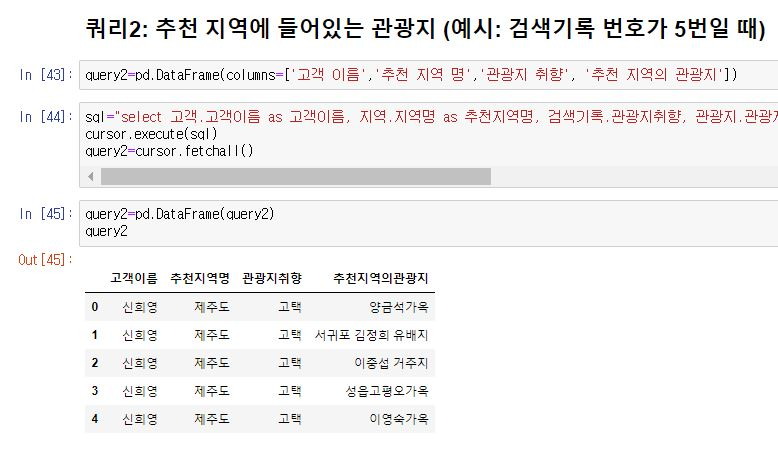 쿼리2: 추천 지역에 들어있는 관광지 (예시: 검색기록 번호가 5번일 때)
In [43]: query2=pd.DataFrame(columns=['고객 이름','추천 지역 명','관광지 취향', '추천 지역의 관광지'])
In [44]: sql="select 고객.고객이름 as 고객이름, 지역.지역명 as 추천지역명, 검색기록.관광지취향, 관광지.관광지
cursor.execute(sql)
query2=cursor.fetchall()
In [45]: query2=pd.DataFrame(query2)
query2
Out[45]:
고객이름 추천지역명 관광지취향 추천지역의관광지
0 신희영 제주도 고택 양금석가옥
1 신희영 제주도 고택 서귀포 김정희 유배지
2 신희영 제주도 고택 이중섭 거주지
3 신희영 제주도 고택 성읍고평오가옥
4 신희영 제주도 고택 이영숙가옥